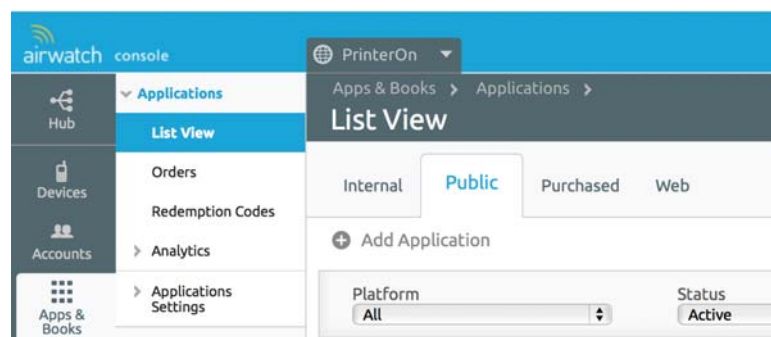 airwatch console
PrinterOn
Hub
Devices
Accounts
Apps &
Books
Applications
List View
Orders
Redemption Codes
Analytics
Applications
Settings
Apps & Books > Applications >
List View
Internal Public Purchased Web
Add Application
Platform Status
All Active